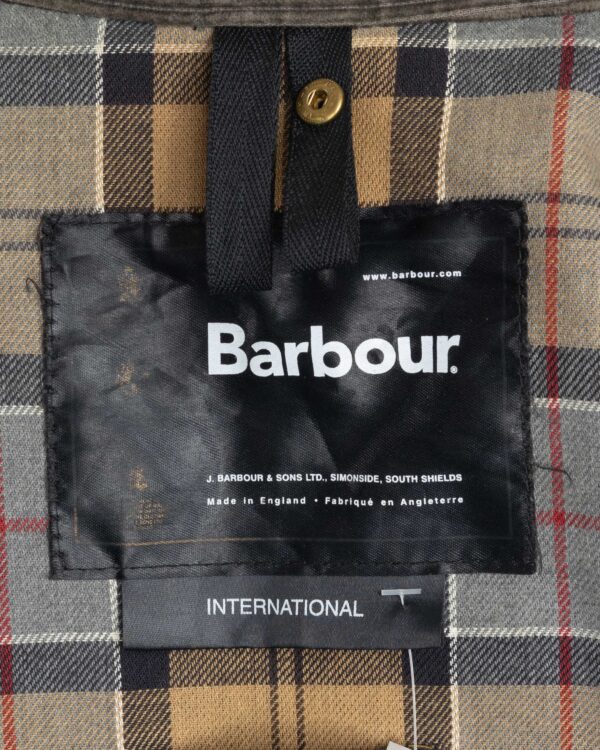 www.barbour.com
Barbour®
J. BARBOUR & SONS LTD., SIMONSIDE, SOUTH SHIELDS
Made in England • Fabriqué en Angleterre
INTERNATIONAL